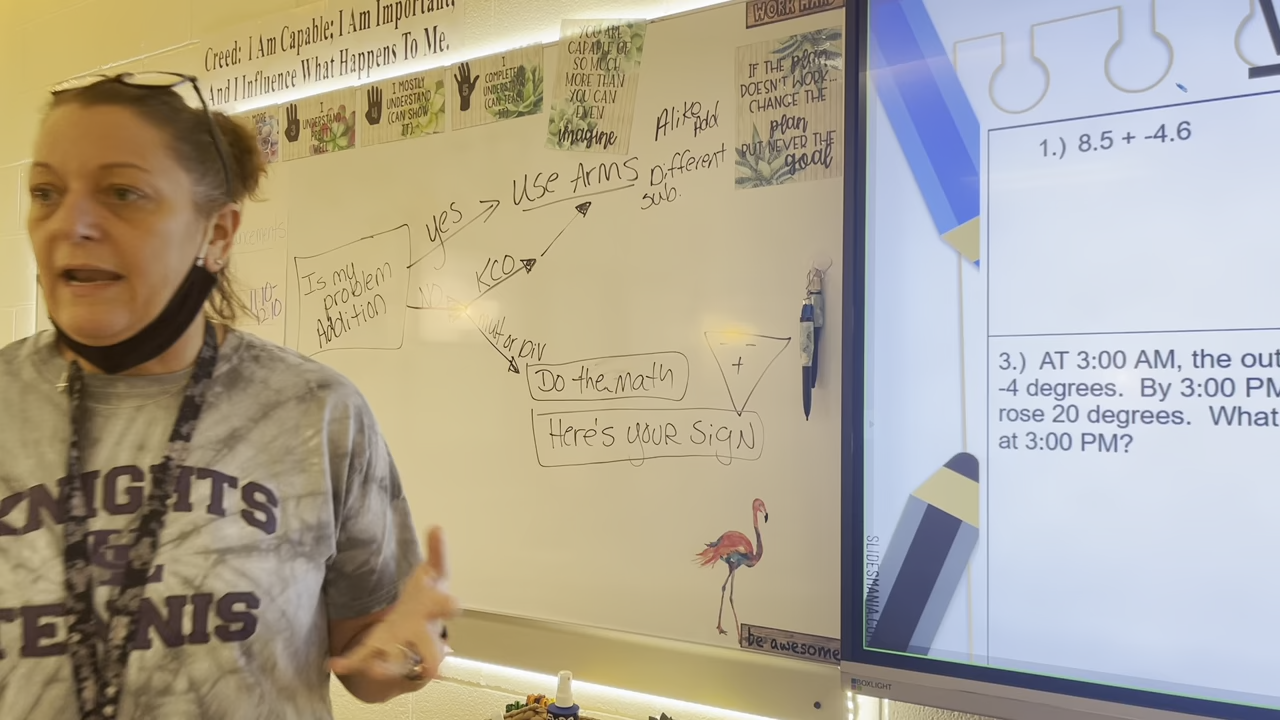 Creed: I Am Capable; I Am Important,
And I Influence What Happens To Me.
I
UNDERSTAND
PRETTY
WELL
I MOSTLY
UNDERSTAND
(CAN SHOW
IT)
5
I
COMPLETELY
UNDERSTAND
(CAN TEACH
IT)
YOU ARE
CAPABLE OF
SO MUCH
MORE THAN
YOU CAN
EVEN
imagine
WORK HARD
IF THE plan
DOESN'T WORK...
CHANGE THE
plan
BUT NEVER THE
goal
Alike Add
Different
sub.
Use Arms
yes
Is my
problem
Addition
NO
KCO
mult or Div
Do the math
Here's your Sign
- -
+
be awesome
KNIGHTS
TENNIS
1.) 8.5 + -4.6
3.) AT 3:00 AM, the out
-4 degrees. By 3:00 PM
rose 20 degrees. What
at 3:00 PM?
SLIDESMANIA.C
BOXLIGHT